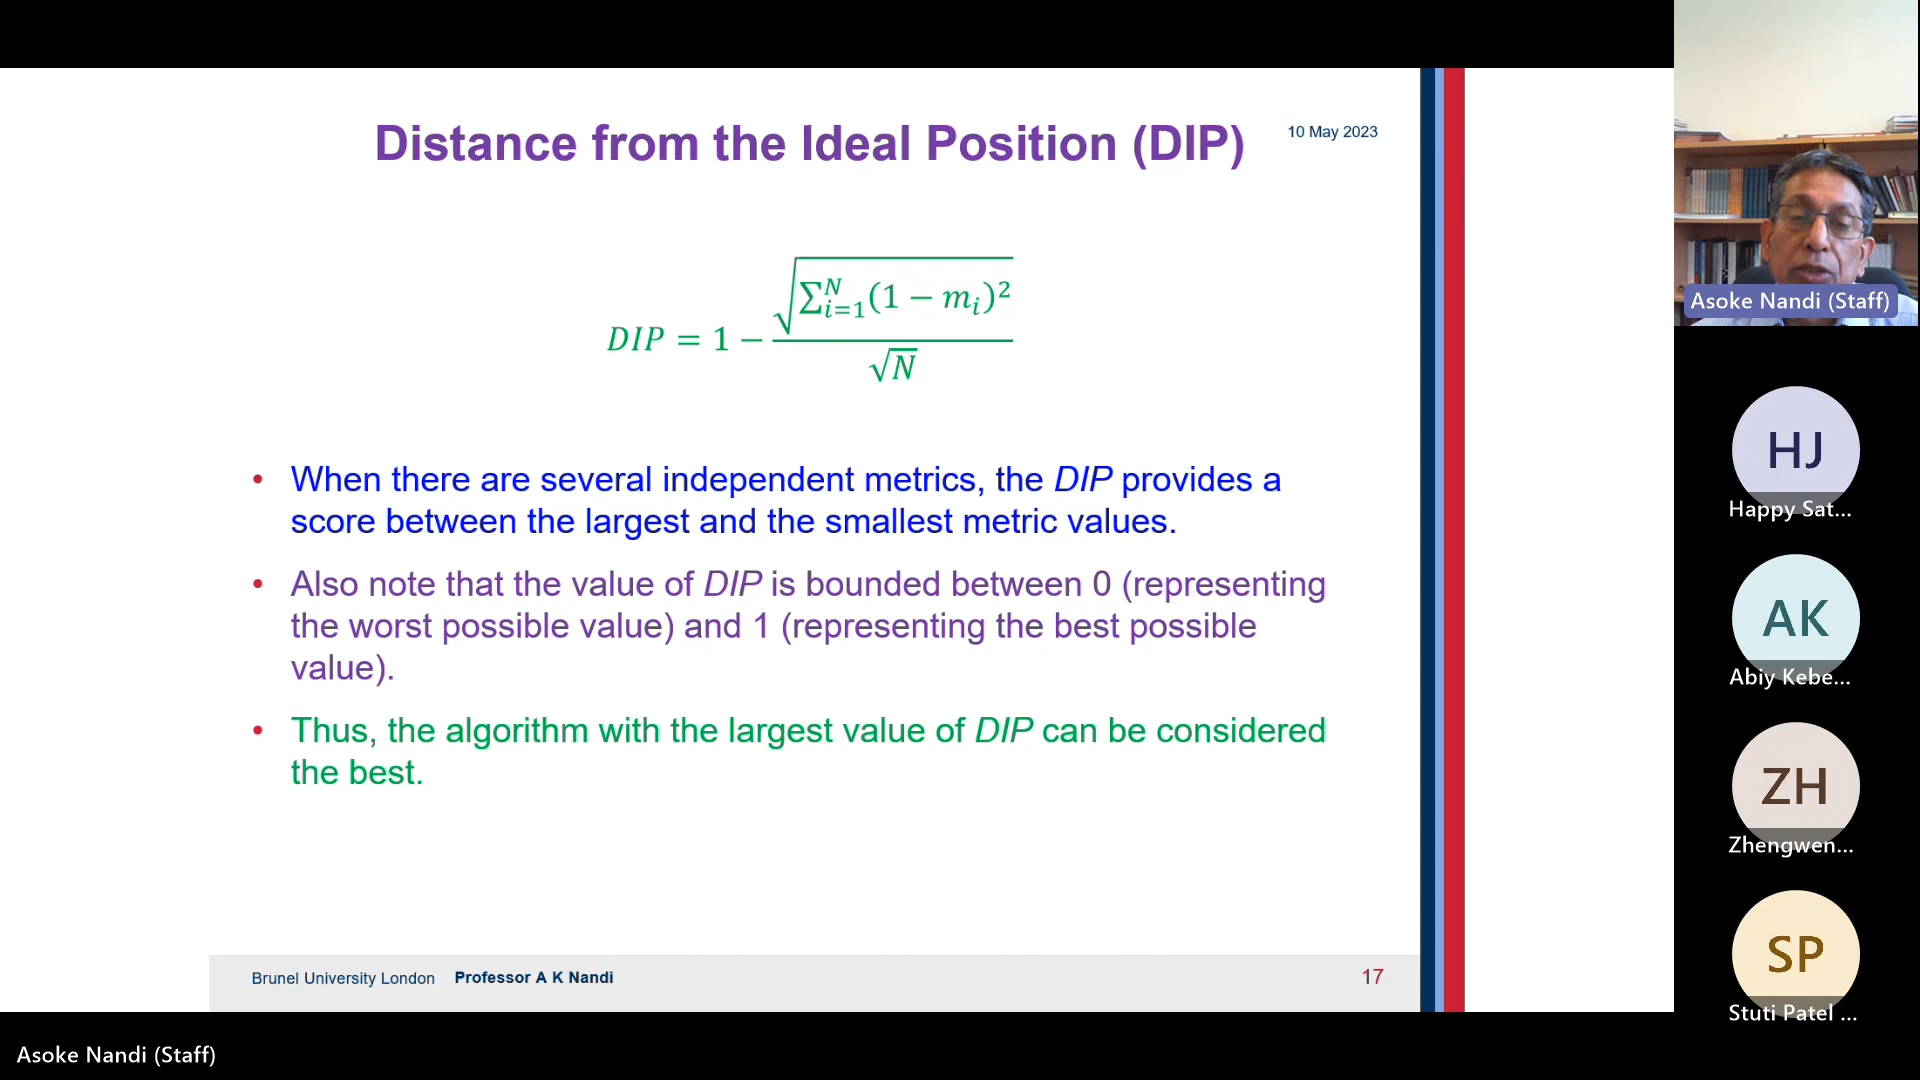 Distance from the Ideal Position (DIP)
10 May 2023
DIP = 1 − √(∑_{i=1}^{N}(1 − m_i)²) / √N
• When there are several independent metrics, the DIP provides a
score between the largest and the smallest metric values.
• Also note that the value of DIP is bounded between 0 (representing
the worst possible value) and 1 (representing the best possible
value).
• Thus, the algorithm with the largest value of DIP can be considered
the best.
Brunel University London Professor A K Nandi
17
Asoke Nandi (Staff)
HJ
Happy Sat...
AK
Abiy Kebe...
ZH
Zhengwen...
SP
Stuti Patel ...
Asoke Nandi (Staff)